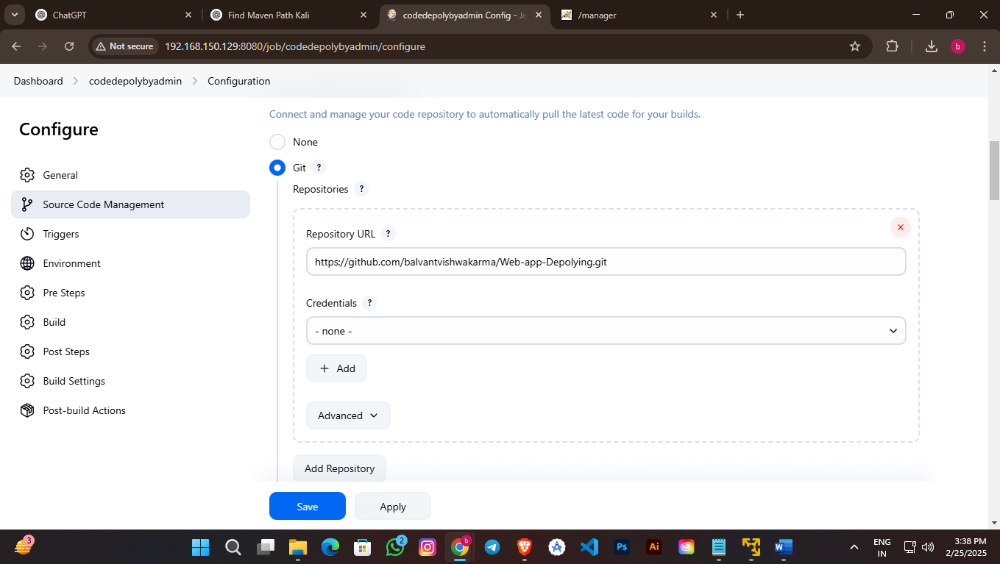 ChatGPT
Find Maven Path Kali
codedepolybyadmin Config - Je
/manager
Not secure
192.168.150.129:8080/job/codedepolybyadmin/configure
b
Dashboard
codedepolybyadmin
Configuration
Configure
General
Source Code Management
Triggers
Environment
Pre Steps
Build
Post Steps
Build Settings
Post-build Actions
Connect and manage your code repository to automatically pull the latest code for your builds.
None
Git ?
Repositories ?
Repository URL ?
https://github.com/balvantvishwakarma/Web-app-Depolying.git
Credentials ?
- none -
+ Add
Advanced
Add Repository
Save
Apply
3
2
b
Ps
Ai
W
ENG
IN
3:38 PM
2/25/2025